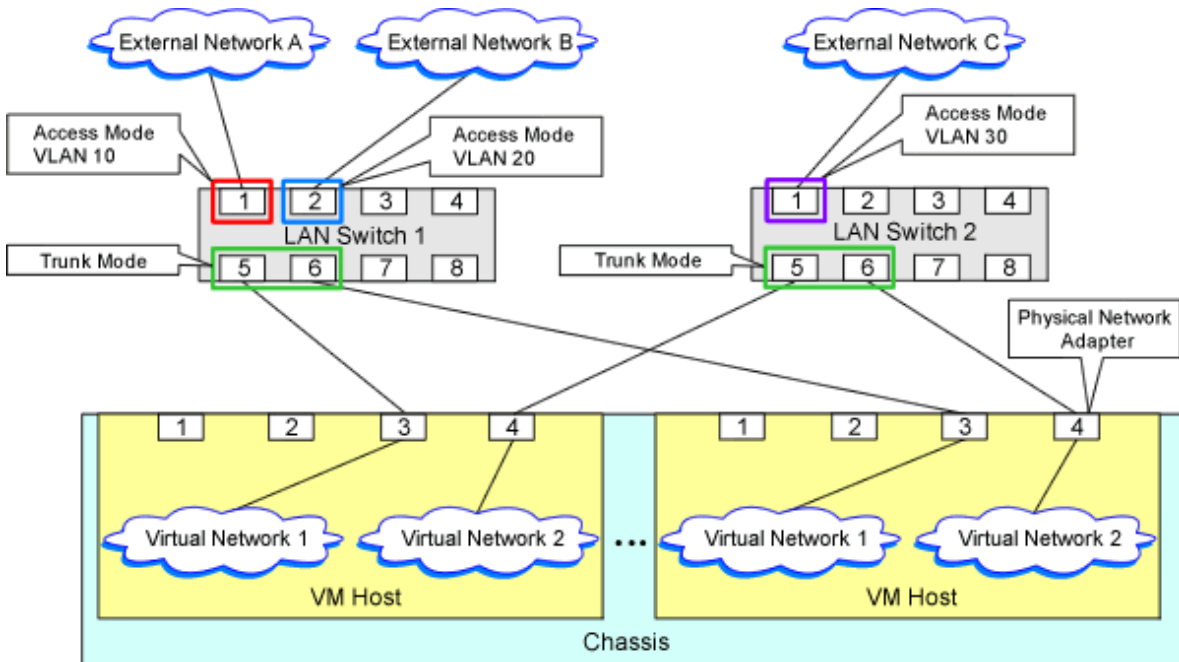 External Network A
External Network B
External Network C
Access Mode
VLAN 10
Access Mode
VLAN 20
Access Mode
VLAN 30
1 2 3 4
LAN Switch 1
5 6 7 8
Trunk Mode
1 2 3 4
LAN Switch 2
5 6 7 8
Trunk Mode
Physical Network
Adapter
1 2 3 4
Virtual Network 1
Virtual Network 2
VM Host
...
1 2 3 4
Virtual Network 1
Virtual Network 2
VM Host
Chassis